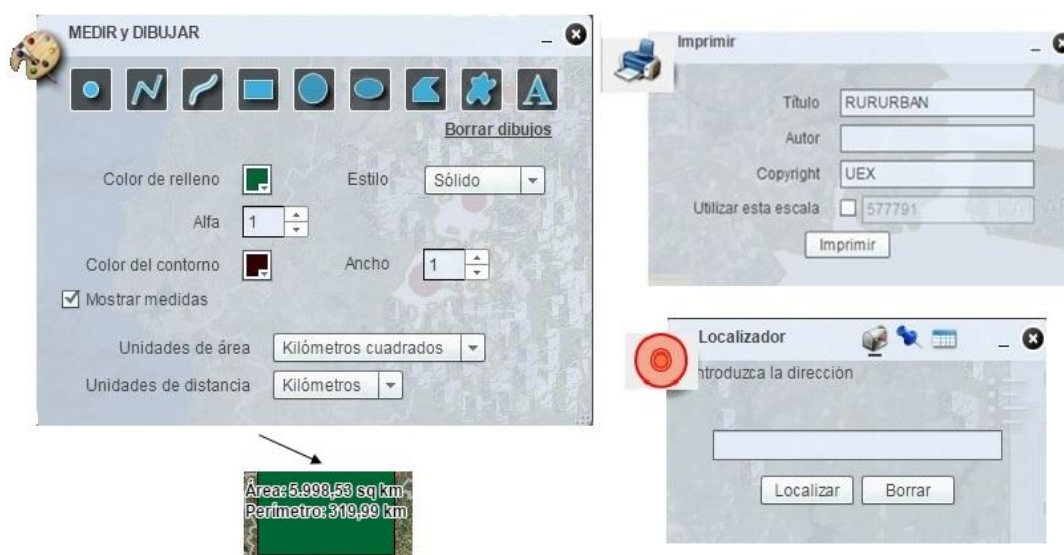 MEDIR y DIBUJAR
A
Borrar dibujos
Color de relleno Estilo Sólido
Alfa 1
Color del contorno Ancho 1
Mostrar medidas
Unidades de área Kilómetros cuadrados
Unidades de distancia Kilómetros
Área: 5.998,53 sq km
Perímetro: 319,99 km
Imprimir
Título RURURBAN
Autor
Copyright UEX
Utilizar esta escala 577791
Imprimir
Localizador
ntroduzca la dirección
Localizar Borrar